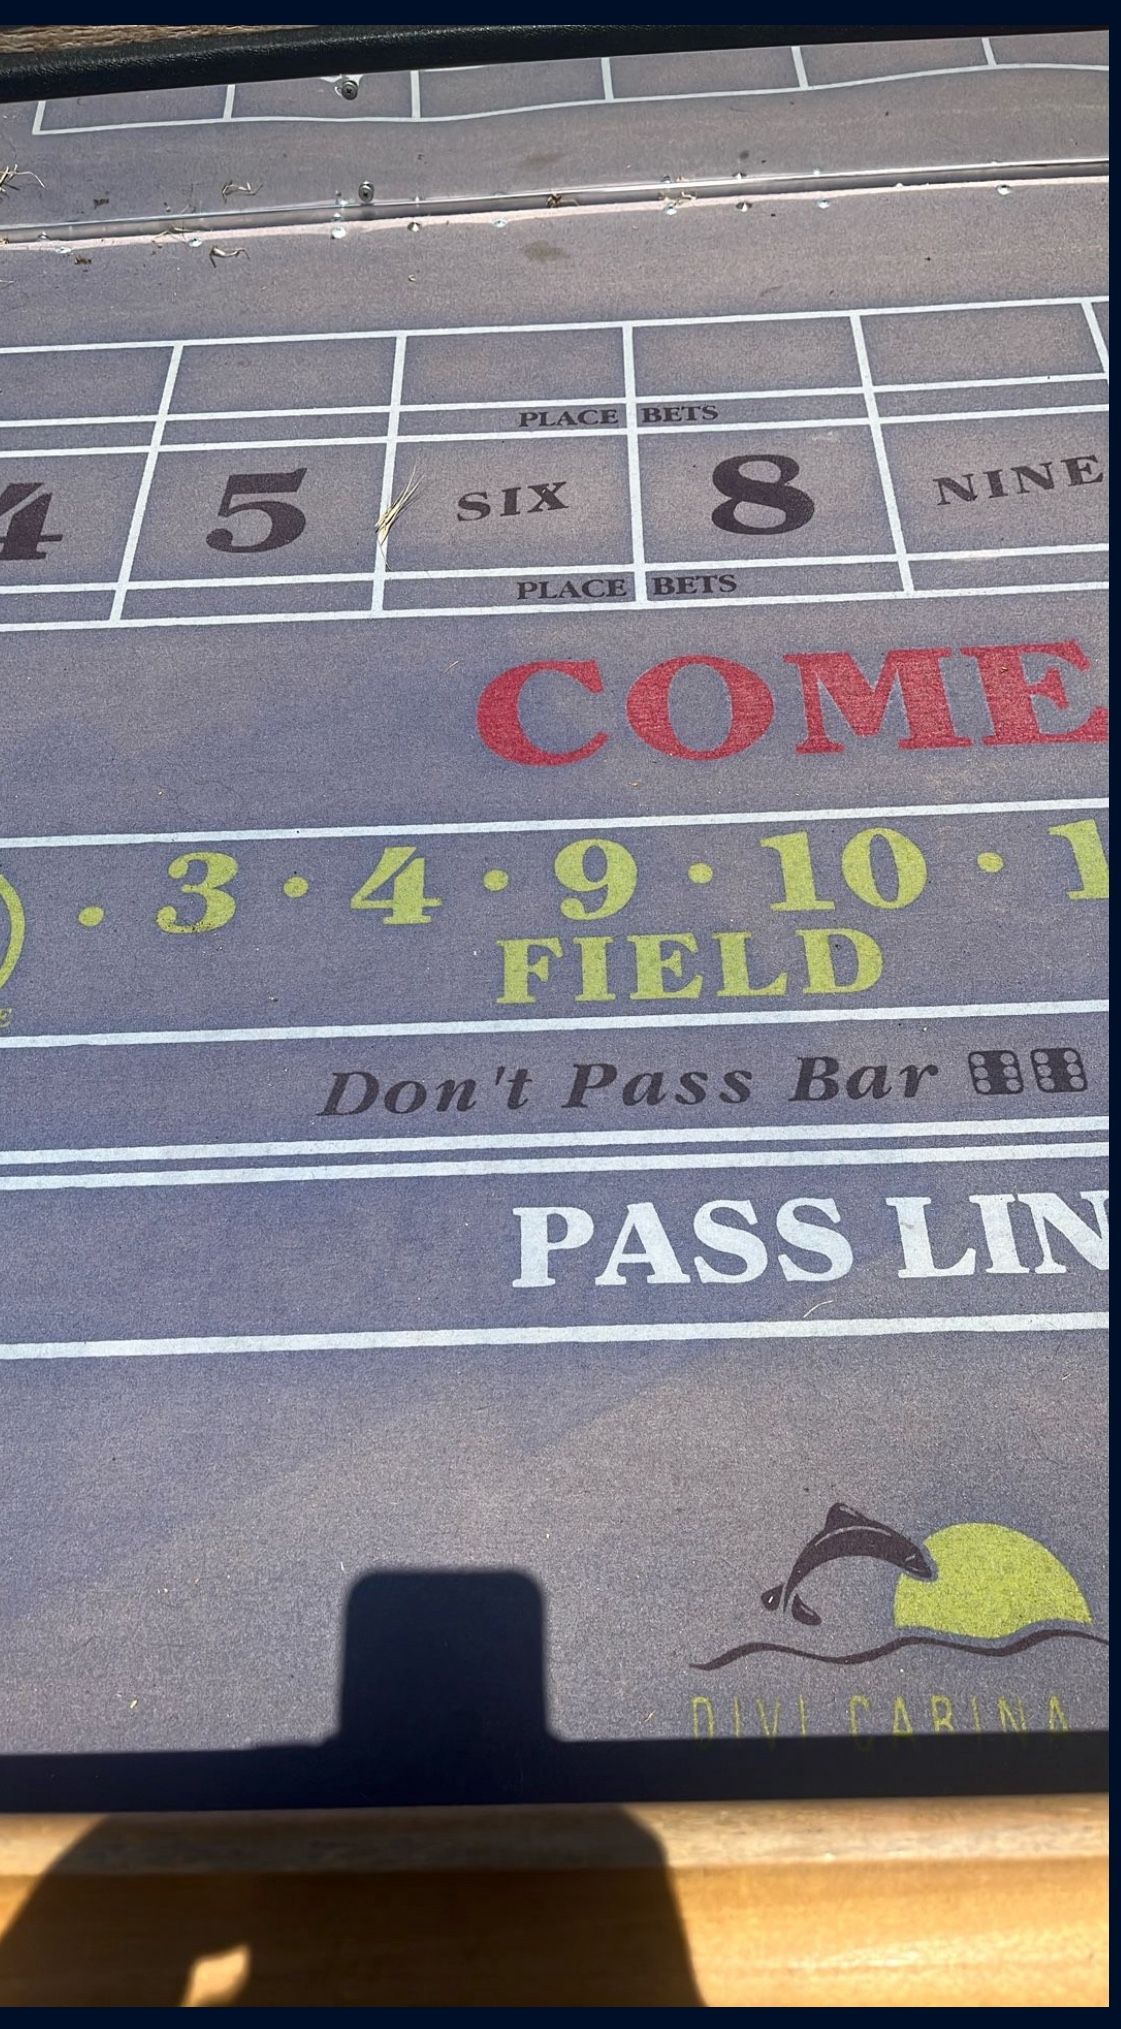 PLACE BETS
4 5 SIX 8 NINE
PLACE BETS
COME
• 3 • 4 • 9 • 10 • 1
FIELD
Don't Pass Bar
PASS LIN
DIVI CARINA